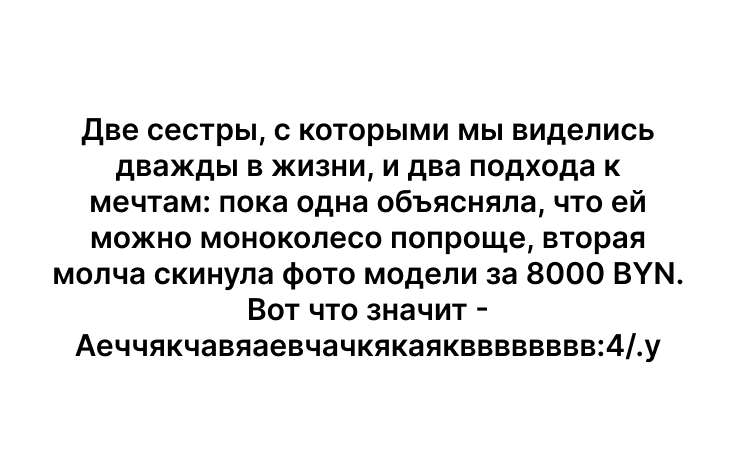 Две сестры, с которыми мы виделись
дважды в жизни, и два подхода к
мечтам: пока одна объясняла, что ей
можно моноколесо попроще, вторая
молча скинула фото модели за 8000 BYN.
Вот что значит -
Аеччякчавяаевчачкякаяквввввввв:4/.у